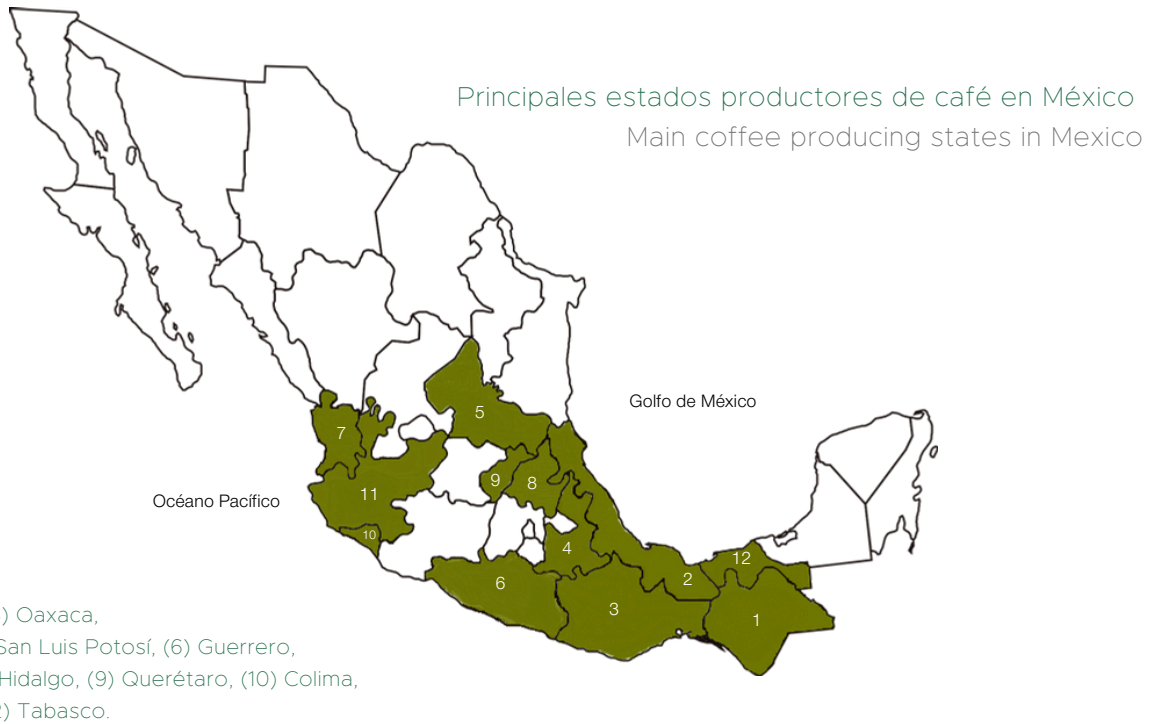 Principales estados productores de café en México
Main coffee producing states in Mexico
5
Golfo de México
7
9
8
11
Océano Pacífico
10
4
12
2
6
3
1
) Oaxaca,
San Luis Potosí, (6) Guerrero,
Hidalgo, (9) Querétaro, (10) Colima,
2) Tabasco.